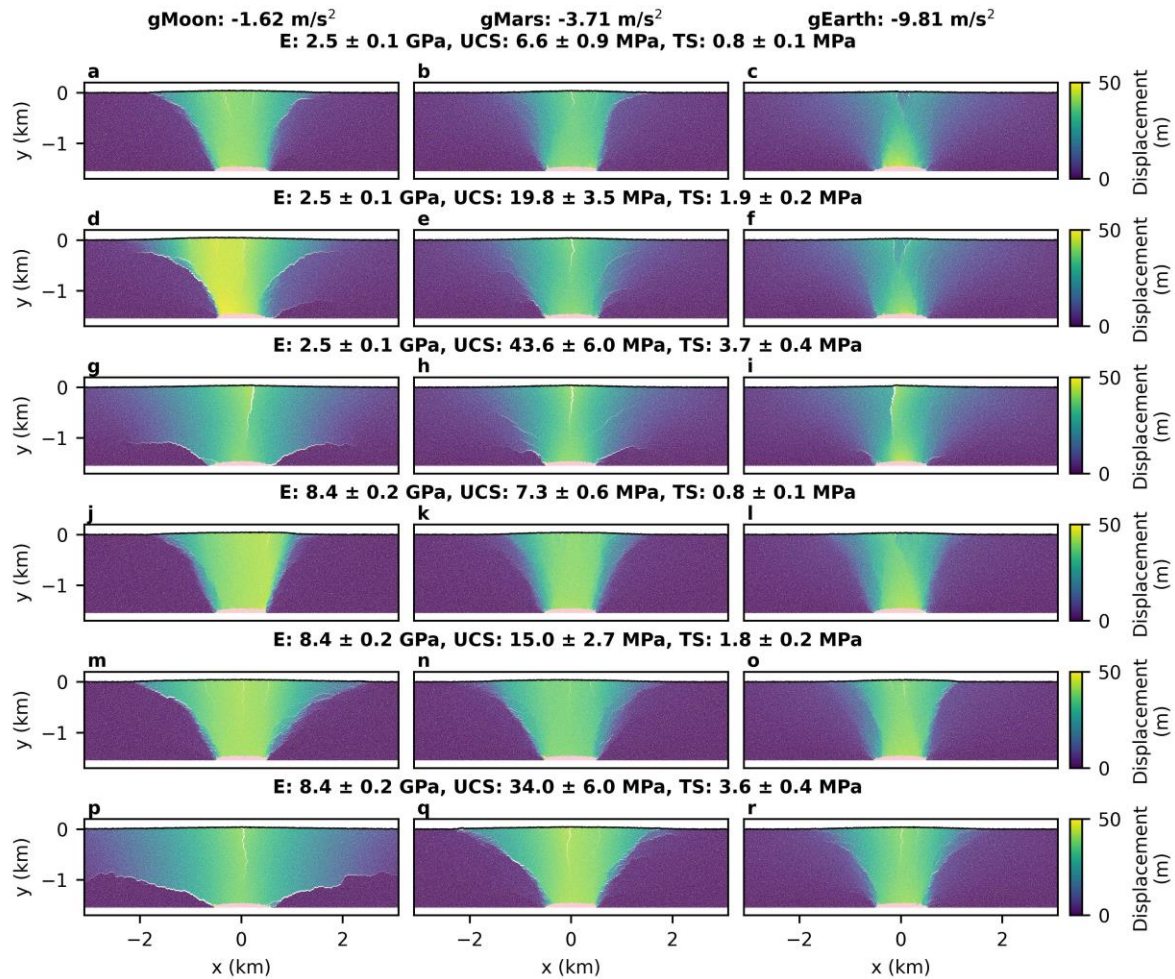 gMoon: -1.62 m/s² gMars: -3.71 m/s² gEarth: -9.81 m/s²
E: 2.5 ± 0.1 GPa, UCS: 6.6 ± 0.9 MPa, TS: 0.8 ± 0.1 MPa
a b c
0 50
y (km) Displacement
(m)
−1
0
E: 2.5 ± 0.1 GPa, UCS: 19.8 ± 3.5 MPa, TS: 1.9 ± 0.2 MPa
d e f
0 50
y (km) Displacement
(m)
−1
0
E: 2.5 ± 0.1 GPa, UCS: 43.6 ± 6.0 MPa, TS: 3.7 ± 0.4 MPa
g h i
0 50
y (km) Displacement
(m)
−1
0
E: 8.4 ± 0.2 GPa, UCS: 7.3 ± 0.6 MPa, TS: 0.8 ± 0.1 MPa
j k l
0 50
y (km) Displacement
(m)
−1
0
E: 8.4 ± 0.2 GPa, UCS: 15.0 ± 2.7 MPa, TS: 1.8 ± 0.2 MPa
m n o
0 50
y (km) Displacement
(m)
−1
0
E: 8.4 ± 0.2 GPa, UCS: 34.0 ± 6.0 MPa, TS: 3.6 ± 0.4 MPa
p q r
0 50
y (km) Displacement
(m)
−1
0
−2 0 2 −2 0 2 −2 0 2
x (km) x (km) x (km)